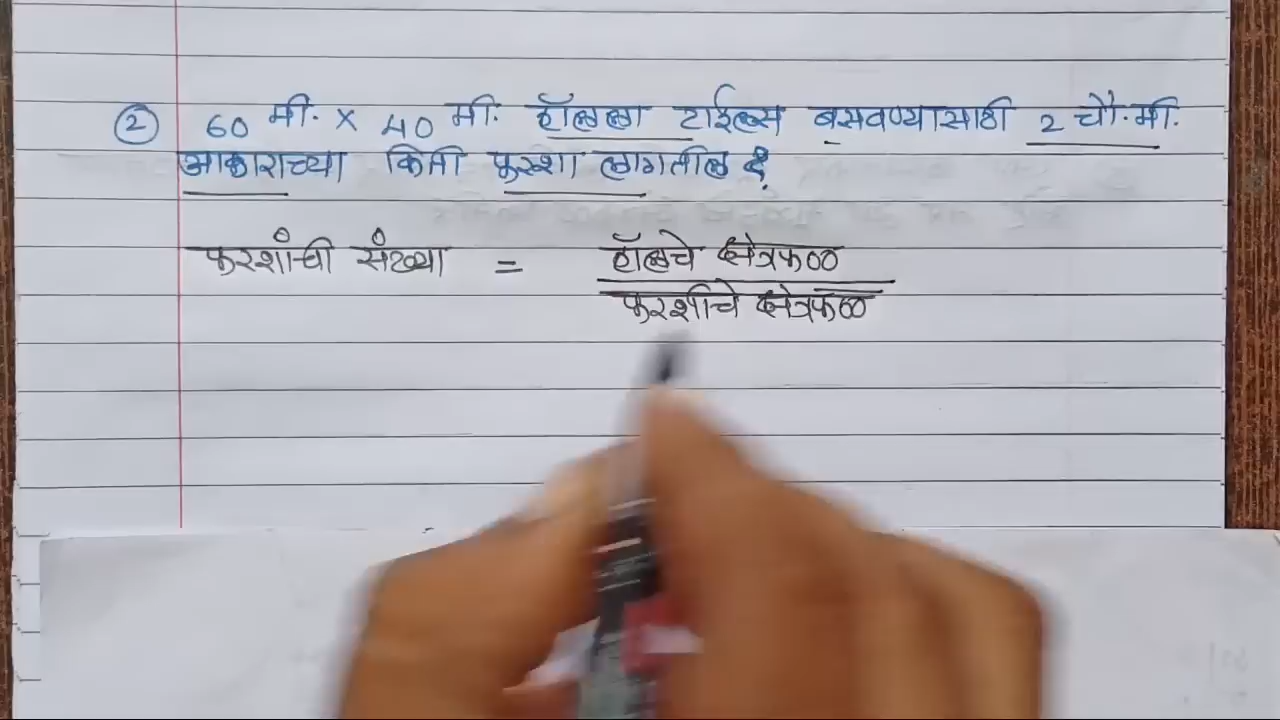 ② 60 मी. × 40 मी. हॉलला टाईल्स बसवण्यासाठी 2 चौ.मी.
आकाराच्या किती फरशा लागतील ?
फरशांची संख्या = हॉलचे क्षेत्रफळ
फरशीचे क्षेत्रफळ